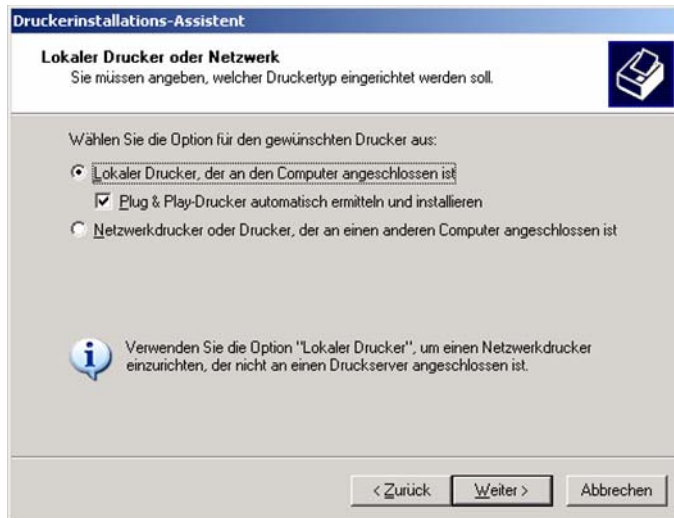 Druckerinstallations-Assistent
Lokaler Drucker oder Netzwerk
Sie müssen angeben, welcher Druckertyp eingerichtet werden soll.
Wählen Sie die Option für den gewünschten Drucker aus:
Lokaler Drucker, der an den Computer angeschlossen ist
Plug & Play-Drucker automatisch ermitteln und installieren
Netzwerkdrucker oder Drucker, der an einen anderen Computer angeschlossen ist
Verwenden Sie die Option "Lokaler Drucker", um einen Netzwerkdrucker
einzurichten, der nicht an einen Druckserver angeschlossen ist.
< Zurück Weiter > Abbrechen